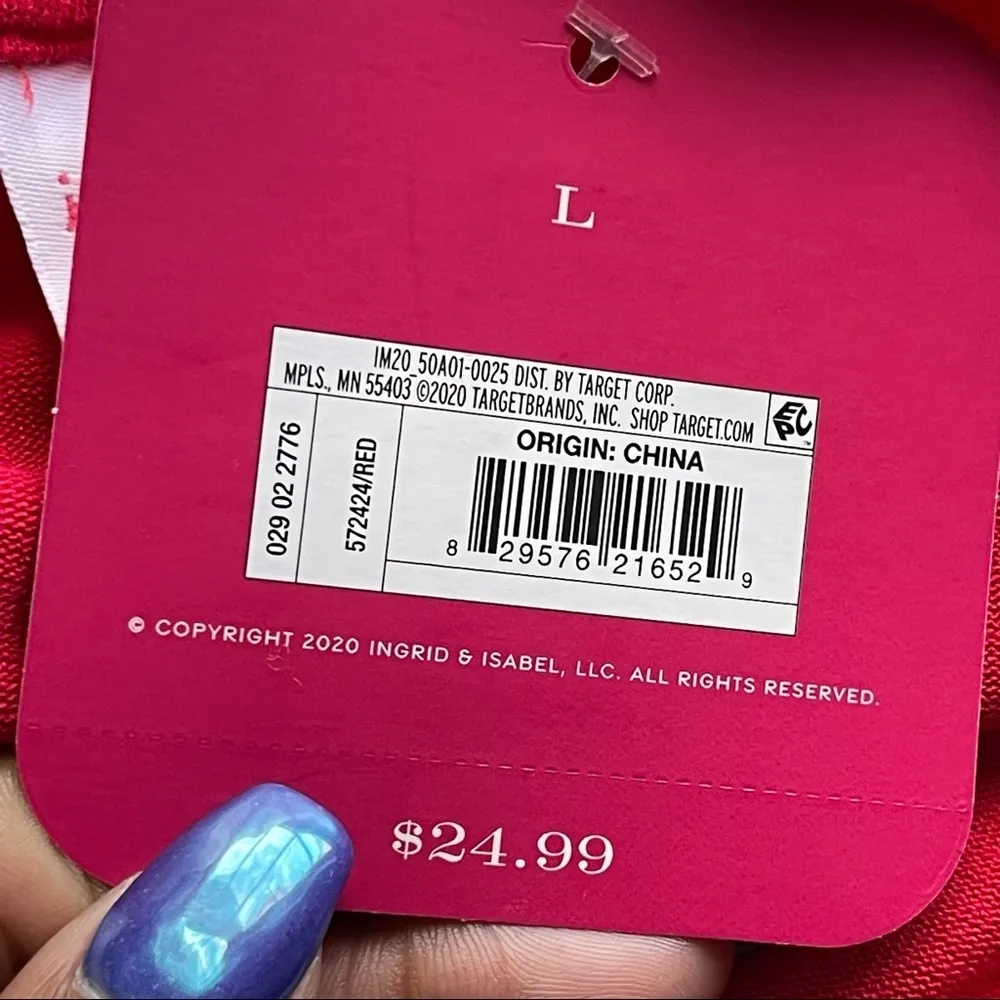 L
IM20_50A01-0025 DIST. BY TARGET CORP.
MPLS., MN 55403 ©2020 TARGETBRANDS, INC. SHOP TARGET.COM
EPC™
029 02 2776
572424/RED
ORIGIN: CHINA
8 29576 21652 9
© COPYRIGHT 2020 INGRID & ISABEL, LLC. ALL RIGHTS RESERVED.
$24.99